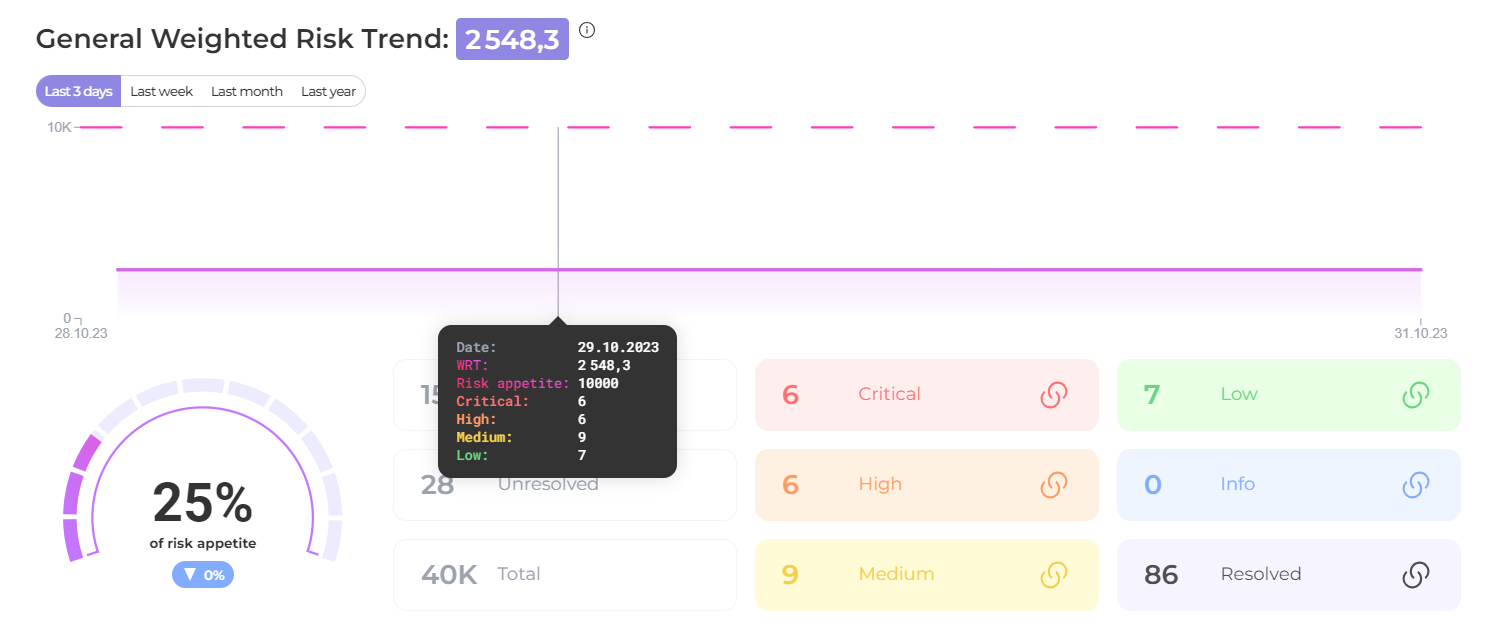 General Weighted Risk Trend: 2 548,3
Last 3 days Last week Last month Last year
10K
0
28.10.23 31.10.23
Date: 29.10.2023
WRT: 2 548,3
Risk appetite: 10000
Critical: 6
High: 6
Medium: 9
Low: 7
25%
of risk appetite
▼ 0%
28 Unresolved
40K Total
6 Critical
6 High
9 Medium
7 Low
0 Info
86 Resolved